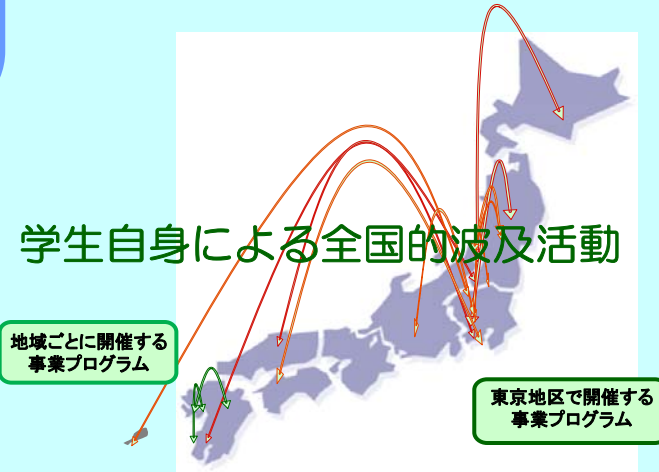 学生自身による全国的波及活動
地域ごとに開催する
事業プログラム
東京地区で開催する
事業プログラム